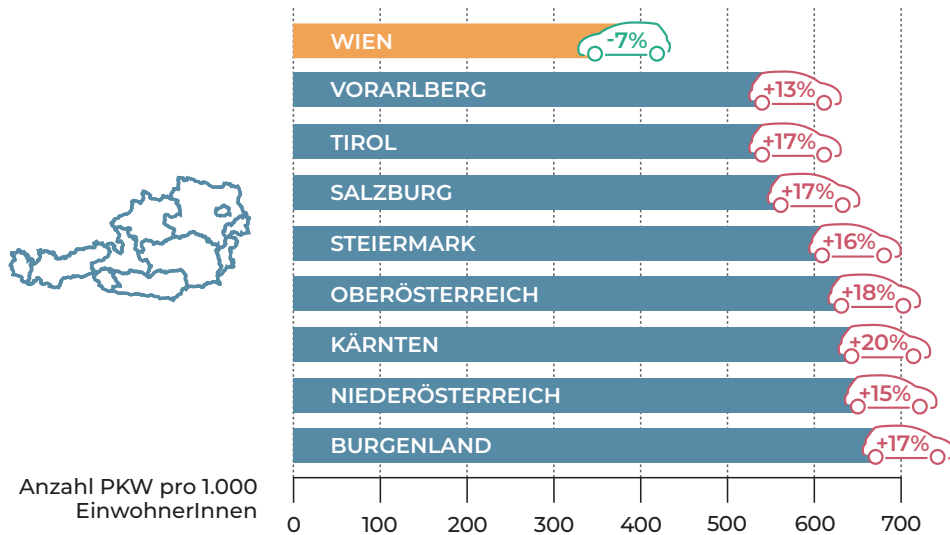 WIEN -7%
VORARLBERG +13%
TIROL +17%
SALZBURG +17%
STEIERMARK +16%
OBERÖSTERREICH +18%
KÄRNTEN +20%
NIEDERÖSTERREICH +15%
BURGENLAND +17%
Anzahl PKW pro 1.000
EinwohnerInnen
0 100 200 300 400 500 600 700